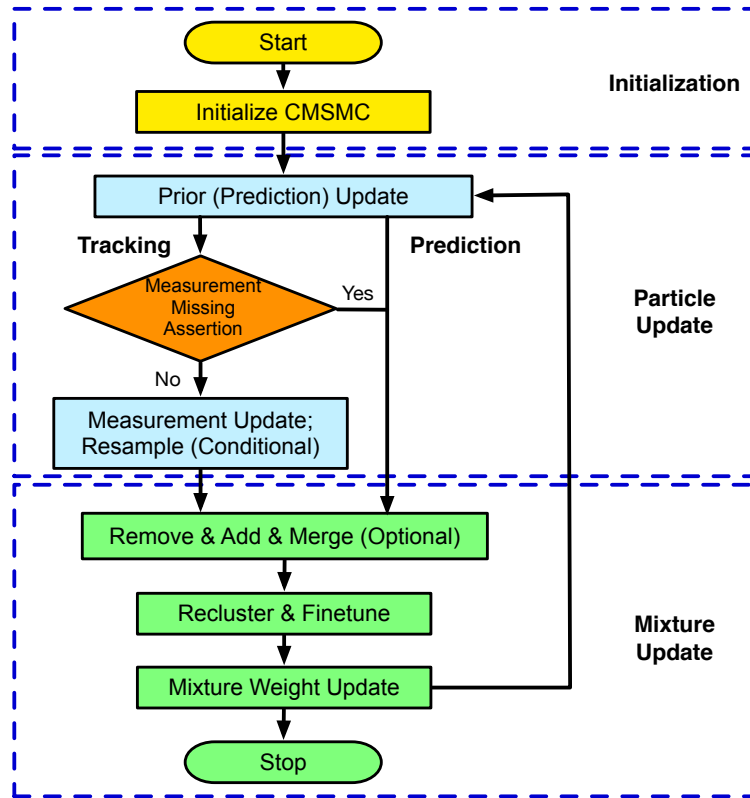 Start
Initialization
Initialize CMSMC
Prior (Prediction) Update
Tracking
Prediction
Measurement
Missing
Assertion
Yes
Particle
Update
No
Measurement Update;
Resample (Conditional)
Remove & Add & Merge (Optional)
Recluster & Finetune
Mixture
Update
Mixture Weight Update
Stop